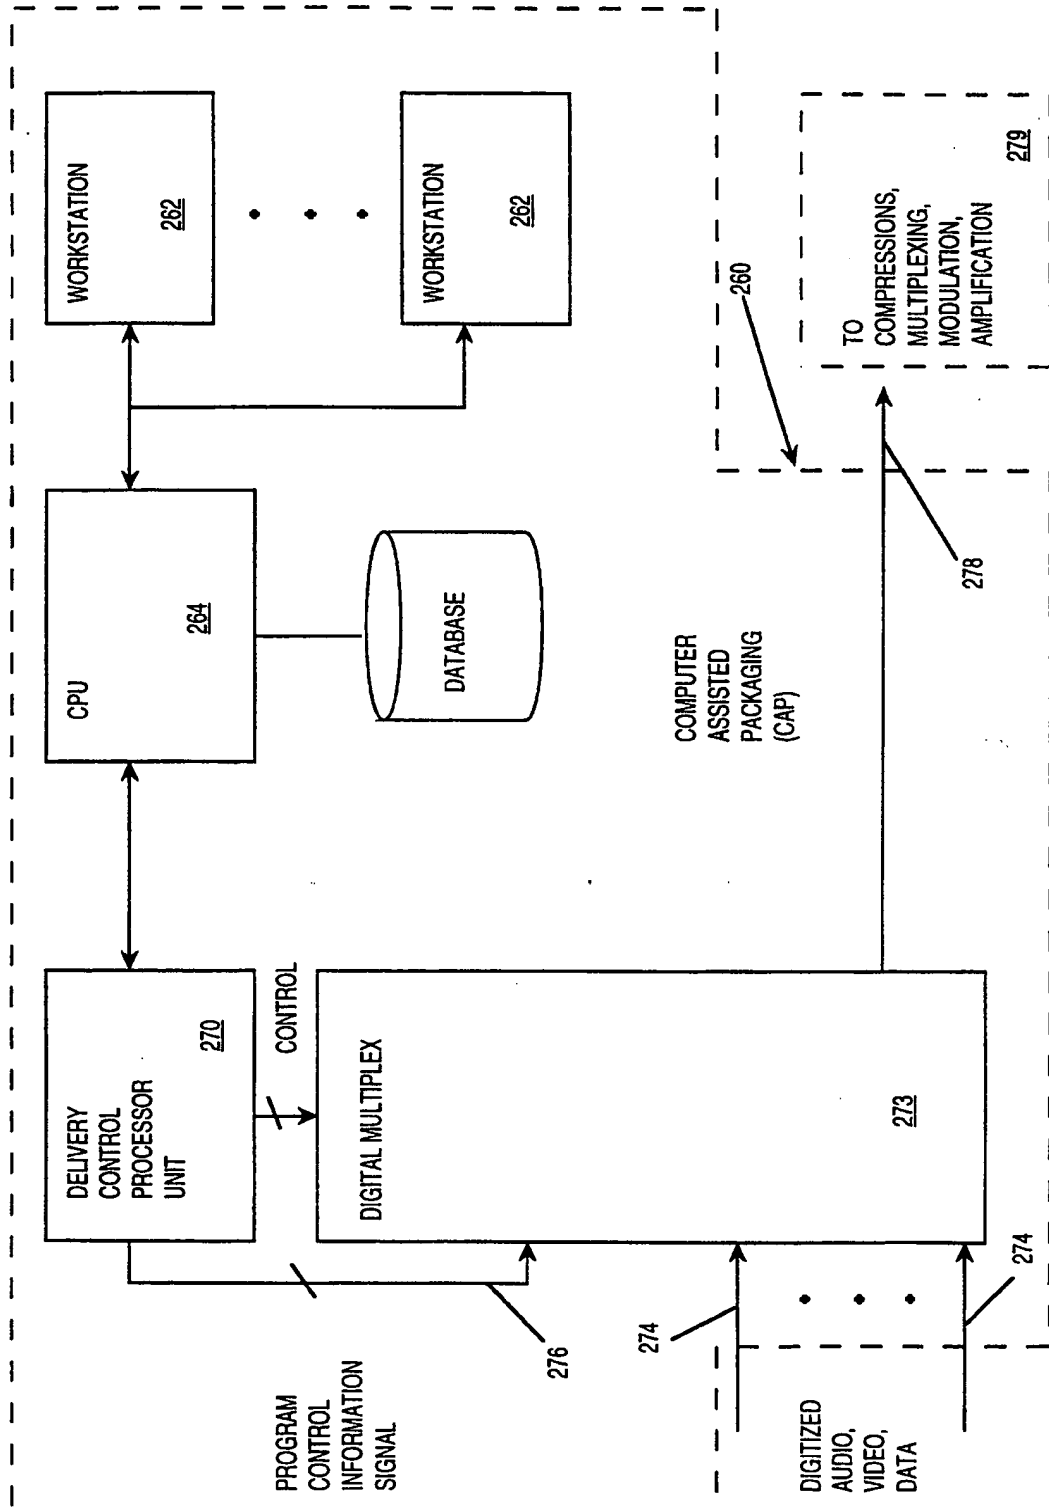 DELIVERY
CONTROL
PROCESSOR
UNIT
270
CPU
264
WORKSTATION
262
WORKSTATION
262
DATABASE
CONTROL
PROGRAM
CONTROL
INFORMATION
SIGNAL
276
DIGITAL MULTIPLEX
273
274
274
DIGITIZED
AUDIO,
VIDEO,
DATA
COMPUTER
ASSISTED
PACKAGING
(CAP)
260
278
TO
COMPRESSIONS,
MULTIPLEXING,
MODULATION,
AMPLIFICATION
279